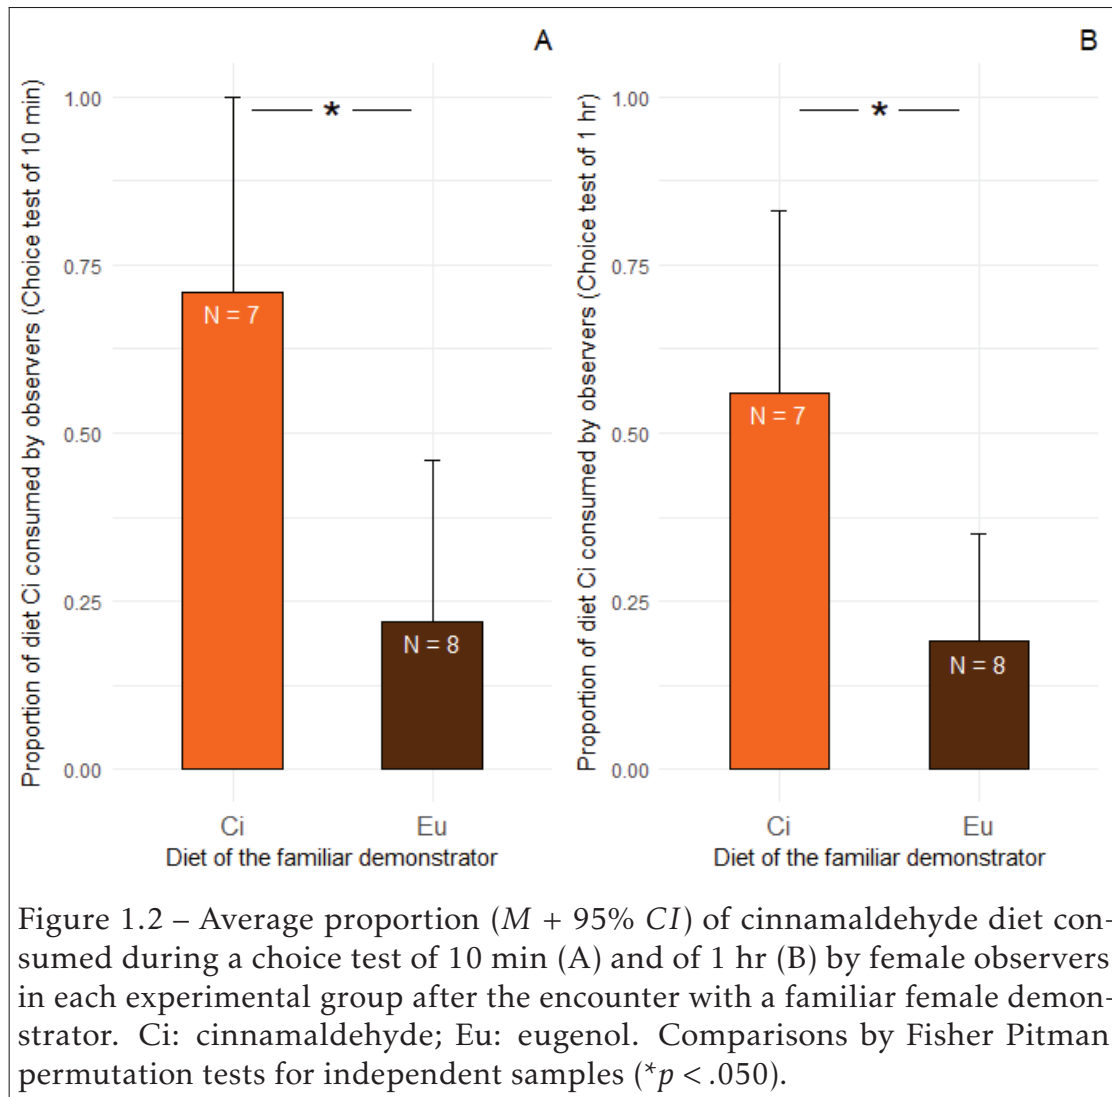 A
Proportion of diet Ci consumed by observers (Choice test of 10 min)
1.00
0.75
0.50
0.25
0.00
*
N = 7
N = 8
Ci
Eu
Diet of the familiar demonstrator
B
Proportion of diet Ci consumed by observers (Choice test of 1 hr)
1.00
0.75
0.50
0.25
0.00
*
N = 7
N = 8
Ci
Eu
Diet of the familiar demonstrator
Figure 1.2 – Average proportion (M + 95% CI) of cinnamaldehyde diet con-
sumed during a choice test of 10 min (A) and of 1 hr (B) by female observers
in each experimental group after the encounter with a familiar female demon-
strator. Ci: cinnamaldehyde; Eu: eugenol. Comparisons by Fisher Pitman
permutation tests for independent samples (*p < .050).